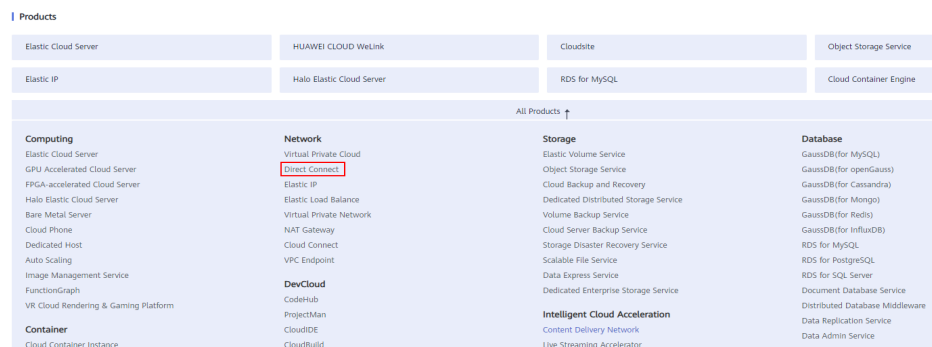 Products
Elastic Cloud Server
HUAWEI CLOUD WeLink
Cloudsite
Object Storage Service
Elastic IP
Halo Elastic Cloud Server
RDS for MySQL
Cloud Container Engine
All Products ↑
Computing
Elastic Cloud Server
GPU Accelerated Cloud Server
FPGA-accelerated Cloud Server
Halo Elastic Cloud Server
Bare Metal Server
Cloud Phone
Dedicated Host
Auto Scaling
Image Management Service
FunctionGraph
VR Cloud Rendering & Gaming Platform
Container
Cloud Container Instance
Network
Virtual Private Cloud
Direct Connect
Elastic IP
Elastic Load Balance
Virtual Private Network
NAT Gateway
Cloud Connect
VPC Endpoint
DevCloud
CodeHub
ProjectMan
CloudIDE
CloudBuild
Storage
Elastic Volume Service
Object Storage Service
Cloud Backup and Recovery
Dedicated Distributed Storage Service
Volume Backup Service
Cloud Server Backup Service
Storage Disaster Recovery Service
Scalable File Service
Data Express Service
Dedicated Enterprise Storage Service
Intelligent Cloud Acceleration
Content Delivery Network
Live Streaming Accelerator
Database
GaussDB(for MySQL)
GaussDB(for openGauss)
GaussDB(for Cassandra)
GaussDB(for Mongo)
GaussDB(for Redis)
GaussDB(for InfluxDB)
RDS for MySQL
RDS for PostgreSQL
RDS for SQL Server
Document Database Service
Distributed Database Middleware
Data Replication Service
Data Admin Service